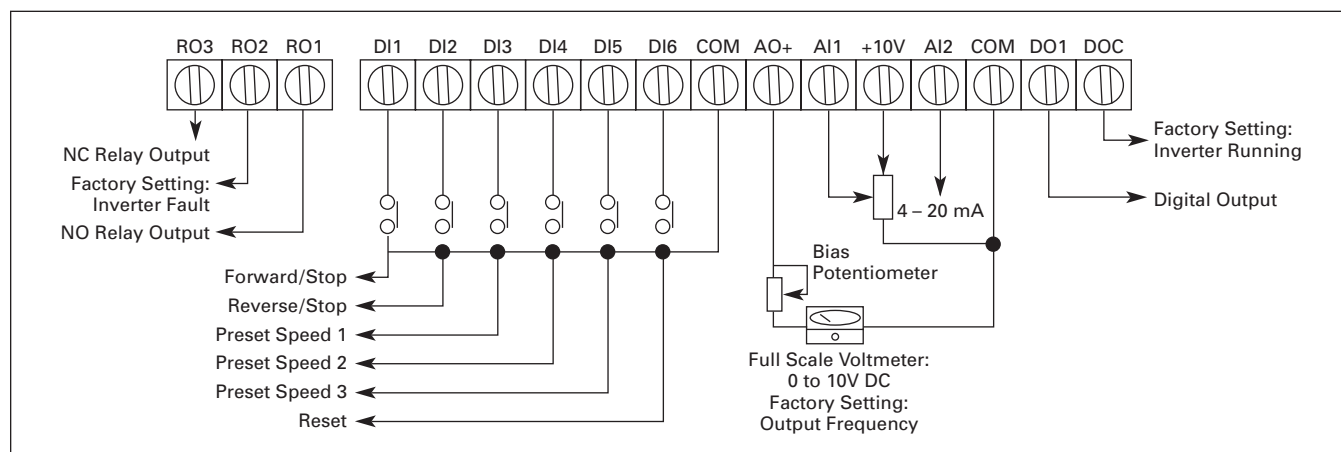 RO3 RO2 RO1 DI1 DI2 DI3 DI4 DI5 DI6 COM AO+ AI1 +10V AI2 COM DO1 DOC
NC Relay Output
Factory Setting:
Inverter Fault
NO Relay Output
Forward/Stop
Reverse/Stop
Preset Speed 1
Preset Speed 2
Preset Speed 3
Reset
4 – 20 mA
Bias
Potentiometer
Full Scale Voltmeter:
0 to 10V DC
Factory Setting:
Output Frequency
Factory Setting:
Inverter Running
Digital Output